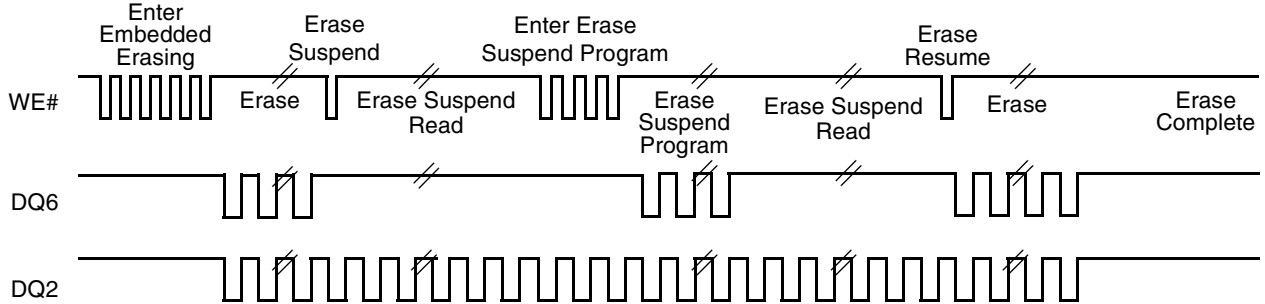 Enter
Embedded
Erasing
Erase
Suspend
Enter Erase
Suspend Program
Erase
Resume
WE#
Erase
Erase Suspend
Read
Erase
Suspend
Program
Erase Suspend
Read
Erase
Erase
Complete
DQ6
DQ2